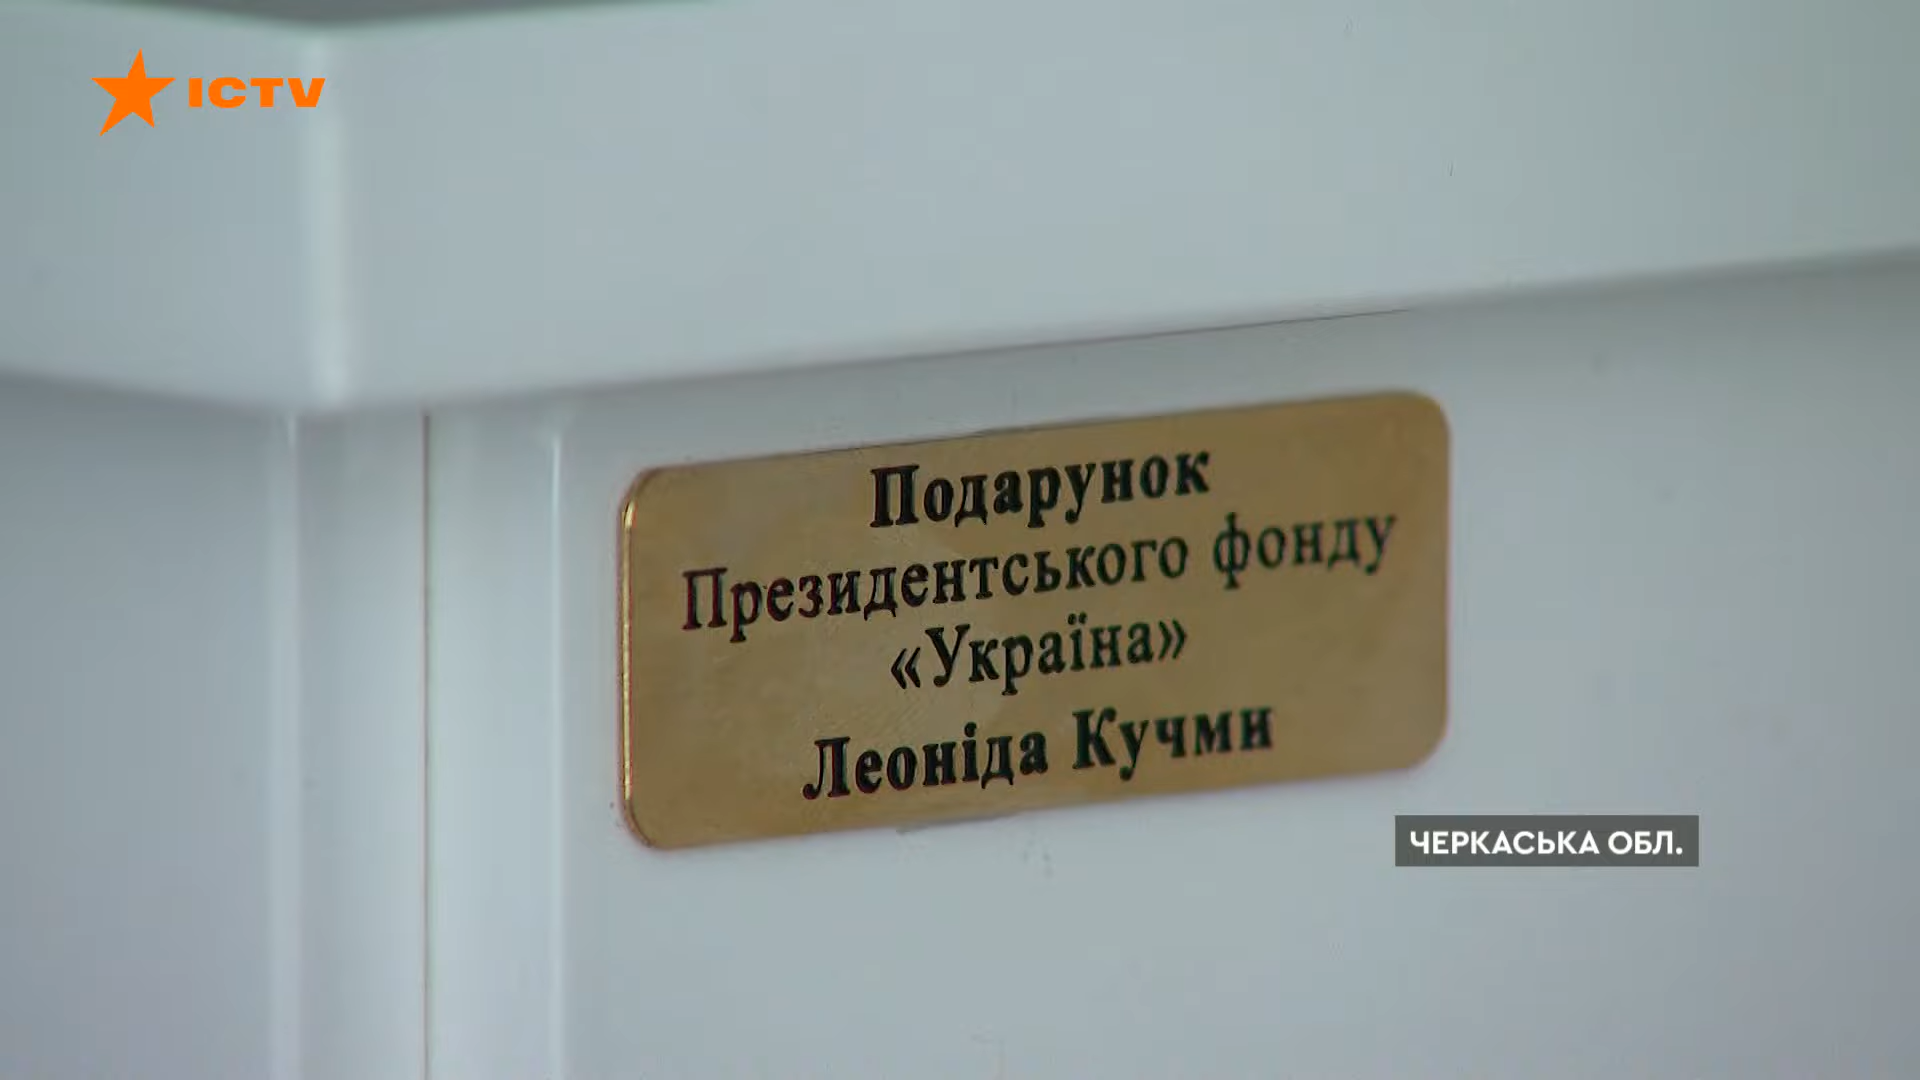 ICTV
Подарунок
Президентського фонду
«Україна»
Леоніда Кучми
ЧЕРКАСЬКА ОБЛ.